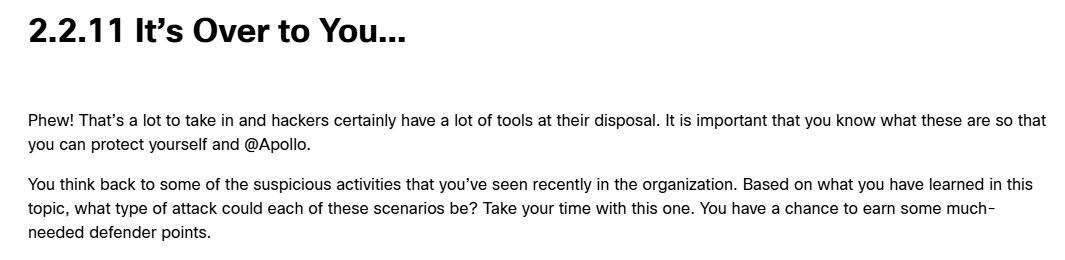 2.2.11 It’s Over to You...
Phew! That’s a lot to take in and hackers certainly have a lot of tools at their disposal. It is important that you know what these are so that
you can protect yourself and @Apollo.
You think back to some of the suspicious activities that you’ve seen recently in the organization. Based on what you have learned in this
topic, what type of attack could each of these scenarios be? Take your time with this one. You have a chance to earn some much-
needed defender points.